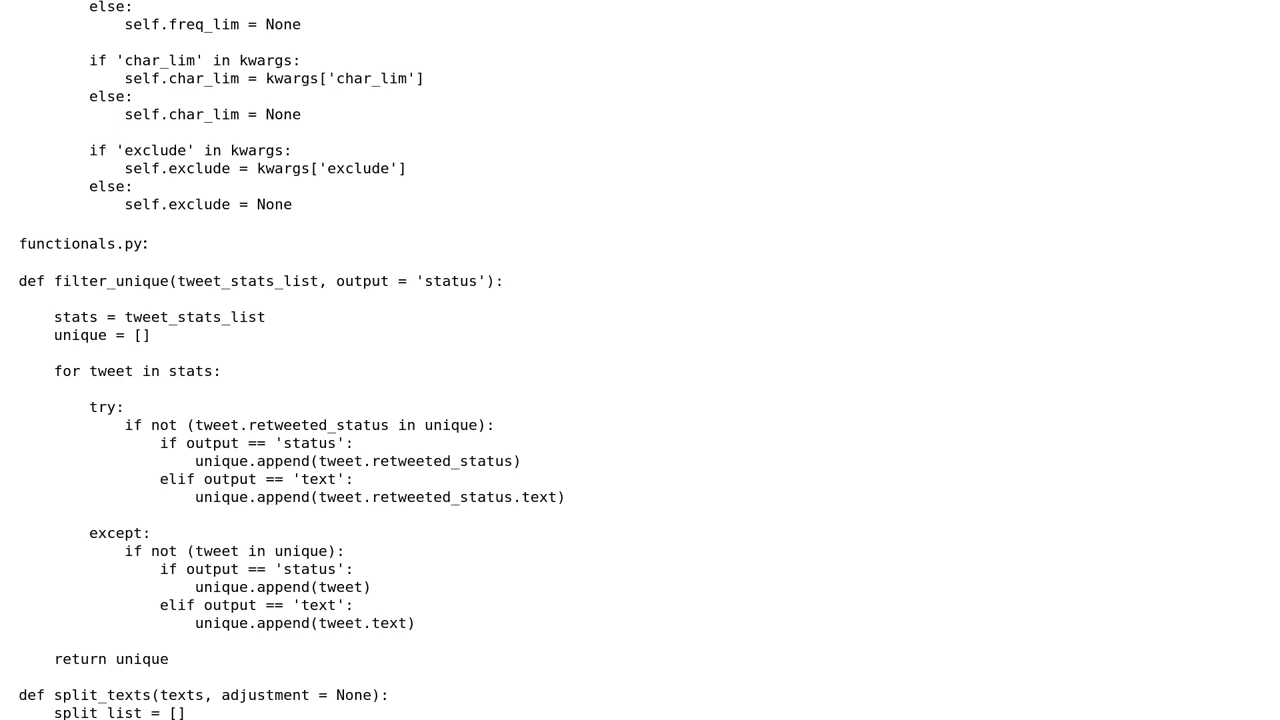 else:
            self.freq_lim = None

        if 'char_lim' in kwargs:
            self.char_lim = kwargs['char_lim']
        else:
            self.char_lim = None

        if 'exclude' in kwargs:
            self.exclude = kwargs['exclude']
        else:
            self.exclude = None

functionals.py:

def filter_unique(tweet_stats_list, output = 'status'):

    stats = tweet_stats_list
    unique = []

    for tweet in stats:

        try:
            if not (tweet.retweeted_status in unique):
                if output == 'status':
                    unique.append(tweet.retweeted_status)
                elif output == 'text':
                    unique.append(tweet.retweeted_status.text)

        except:
            if not (tweet in unique):
                if output == 'status':
                    unique.append(tweet)
                elif output == 'text':
                    unique.append(tweet.text)

    return unique

def split_texts(texts, adjustment = None):
    split_list = []